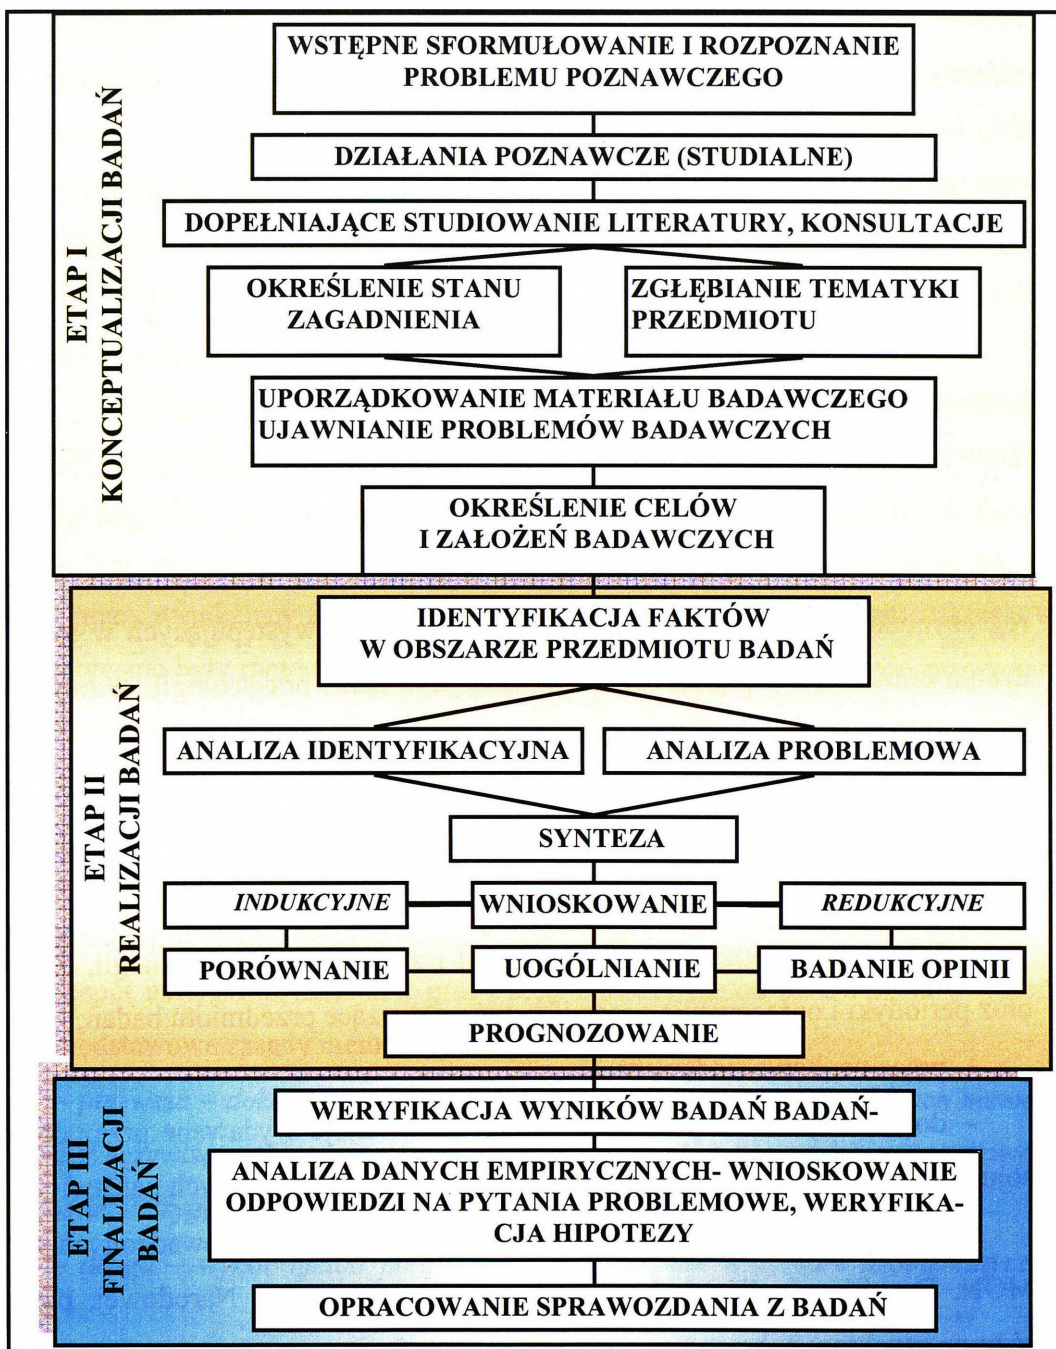 ETAP I
KONCEPTUALIZACJI BADAŃ
WSTĘPNE SFORMUŁOWANIE I ROZPOZNANIE
PROBLEMU POZNAWCZEGO
DZIAŁANIA POZNAWCZE (STUDIALNE)
DOPEŁNIAJĄCE STUDIOWANIE LITERATURY, KONSULTACJE
OKREŚLENIE STANU
ZAGADNIENIA
ZGŁĘBIANIE TEMATYKI
PRZEDMIOTU
UPORZĄDKOWANIE MATERIAŁU BADAWCZEGO
UJAWNIANIE PROBLEMÓW BADAWCZYCH
OKREŚLENIE CELÓW
I ZAŁOŻEŃ BADAWCZYCH
ETAP II
REALIZACJI BADAŃ
IDENTYFIKACJA FAKTÓW
W OBSZARZE PRZEDMIOTU BADAŃ
ANALIZA IDENTYFIKACYJNA
ANALIZA PROBLEMOWA
SYNTEZA
INDUKCYJNE
WNIOSKOWANIE
REDUKCYJNE
PORÓWNANIE
UOGÓLNIANIE
BADANIE OPINII
PROGNOZOWANIE
ETAP III
FINALIZACJI
BADAŃ
WERYFIKACJA WYNIKÓW BADAŃ BADAŃ-
ANALIZA DANYCH EMPIRYCZNYCH- WNIOSKOWANIE
ODPOWIEDZI NA PYTANIA PROBLEMOWE, WERYFIKA-
CJA HIPOTEZY
OPRACOWANIE SPRAWOZDANIA Z BADAŃ